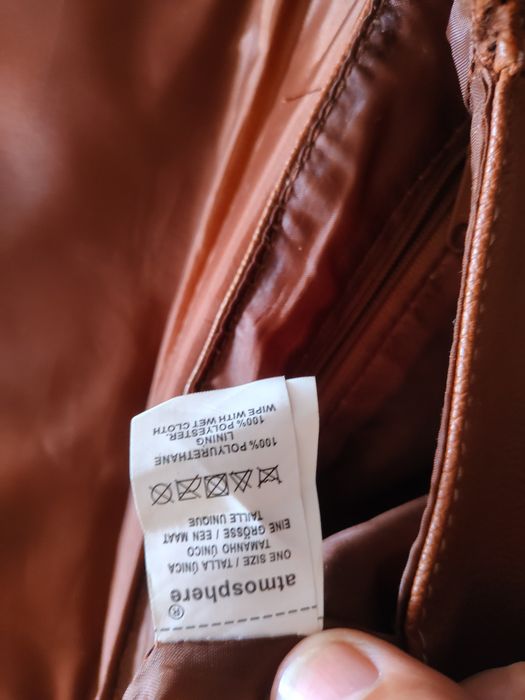 atmosphere®
ONE SIZE / TALLA ÚNICA
TAMANHO ÚNICO
EINE GRÖSSE / EEN MAAT
TAILLE UNIQUE
100% POLYURETHANE
LINING
100% POLYESTER.
WIPE WITH WET CLOTH